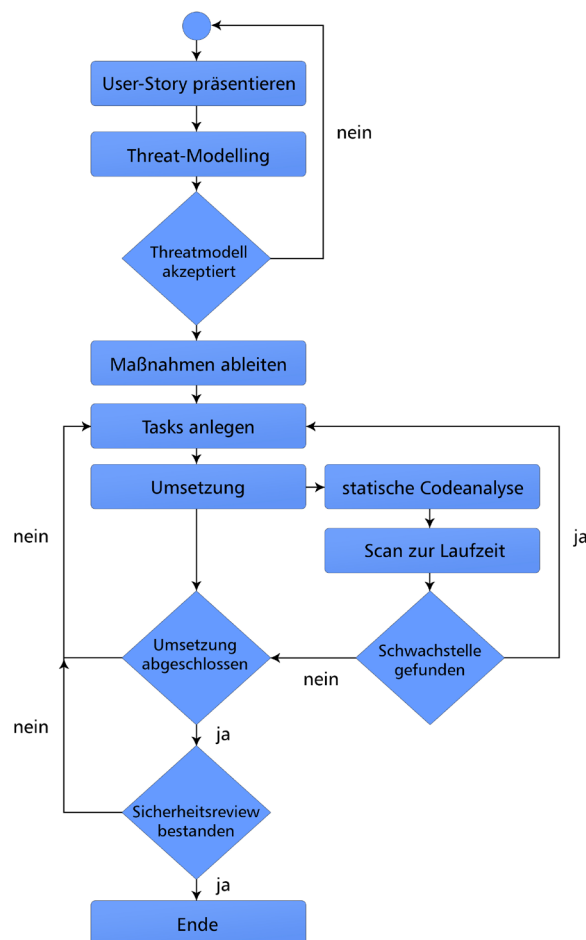 User-Story präsentieren
nein
Threat-Modelling
Threatmodell
akzeptiert
Maßnahmen ableiten
Tasks anlegen
Umsetzung
statische Codeanalyse
nein
ja
Scan zur Laufzeit
Umsetzung
abgeschlossen
Schwachstelle
gefunden
nein
nein
ja
Sicherheitsreview
bestanden
ja
Ende